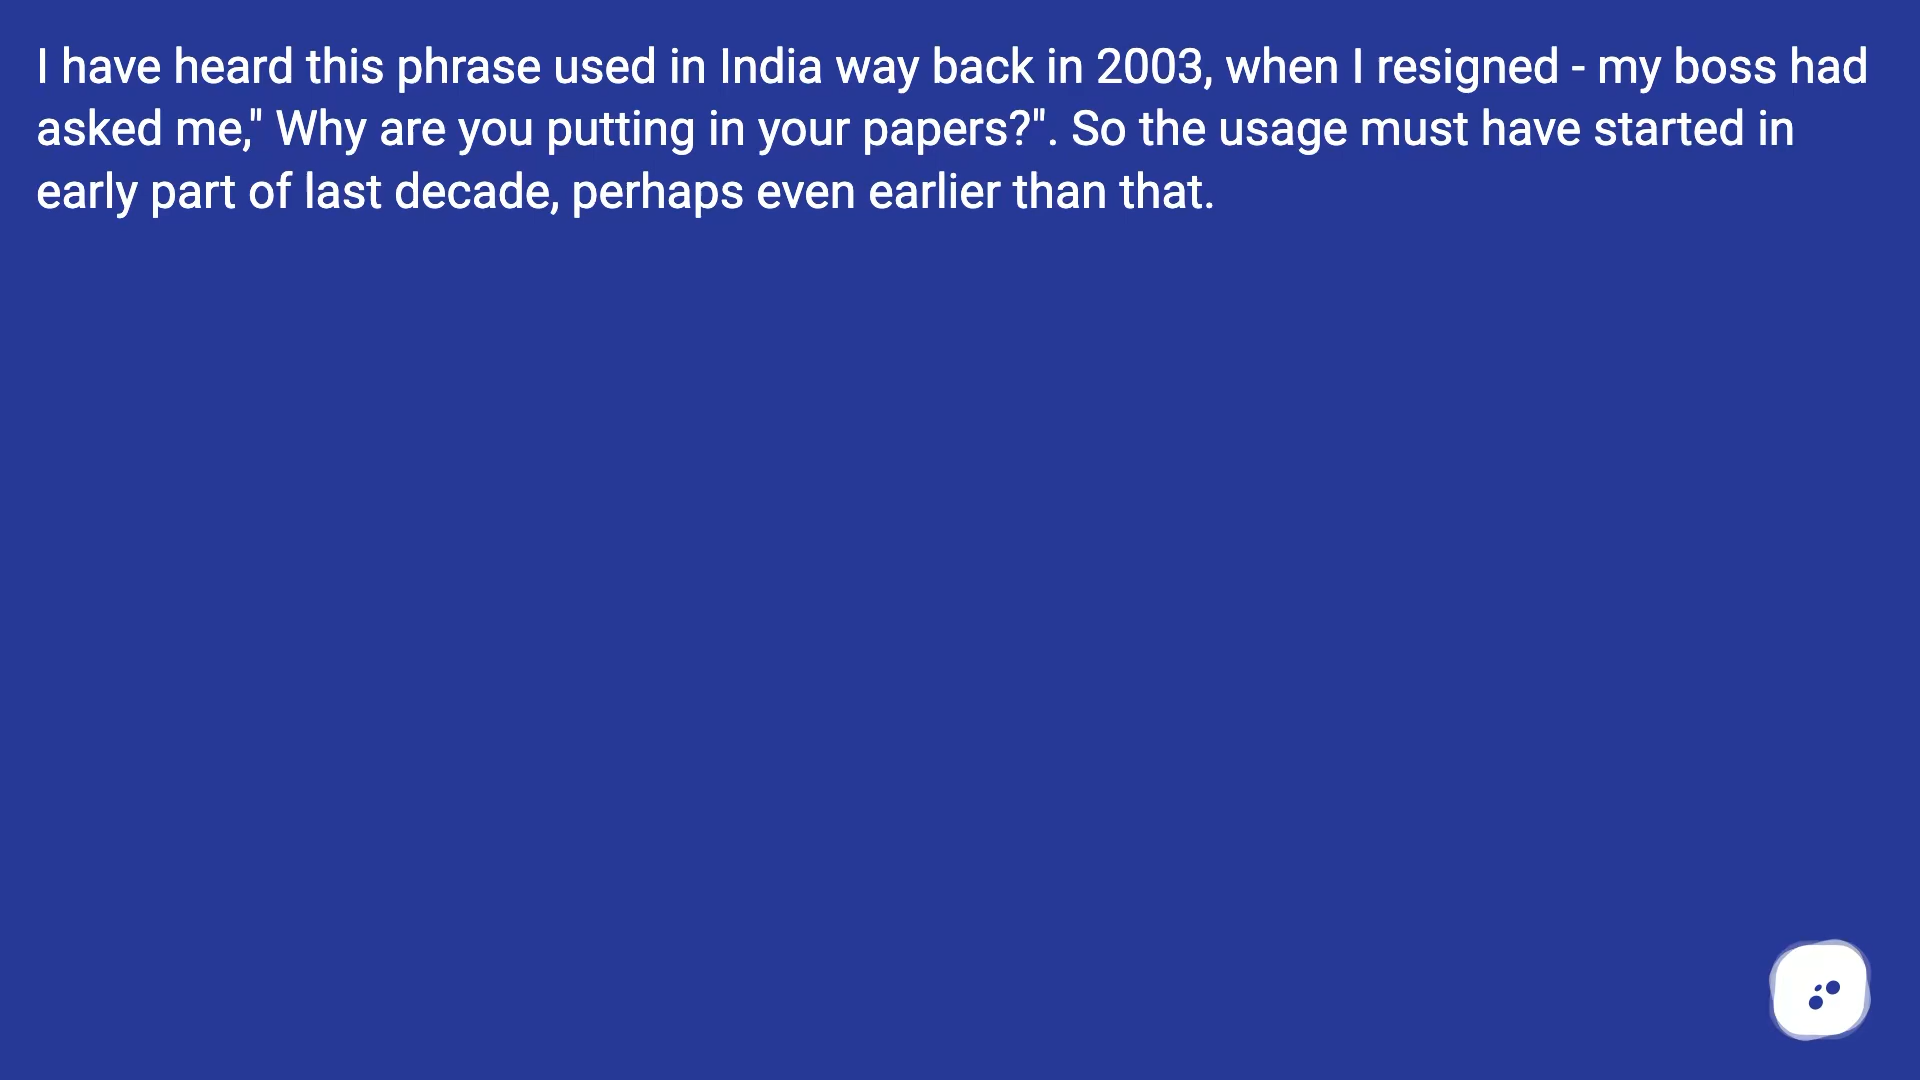 I have heard this phrase used in India way back in 2003, when I resigned - my boss had
asked me," Why are you putting in your papers?". So the usage must have started in
early part of last decade, perhaps even earlier than that.